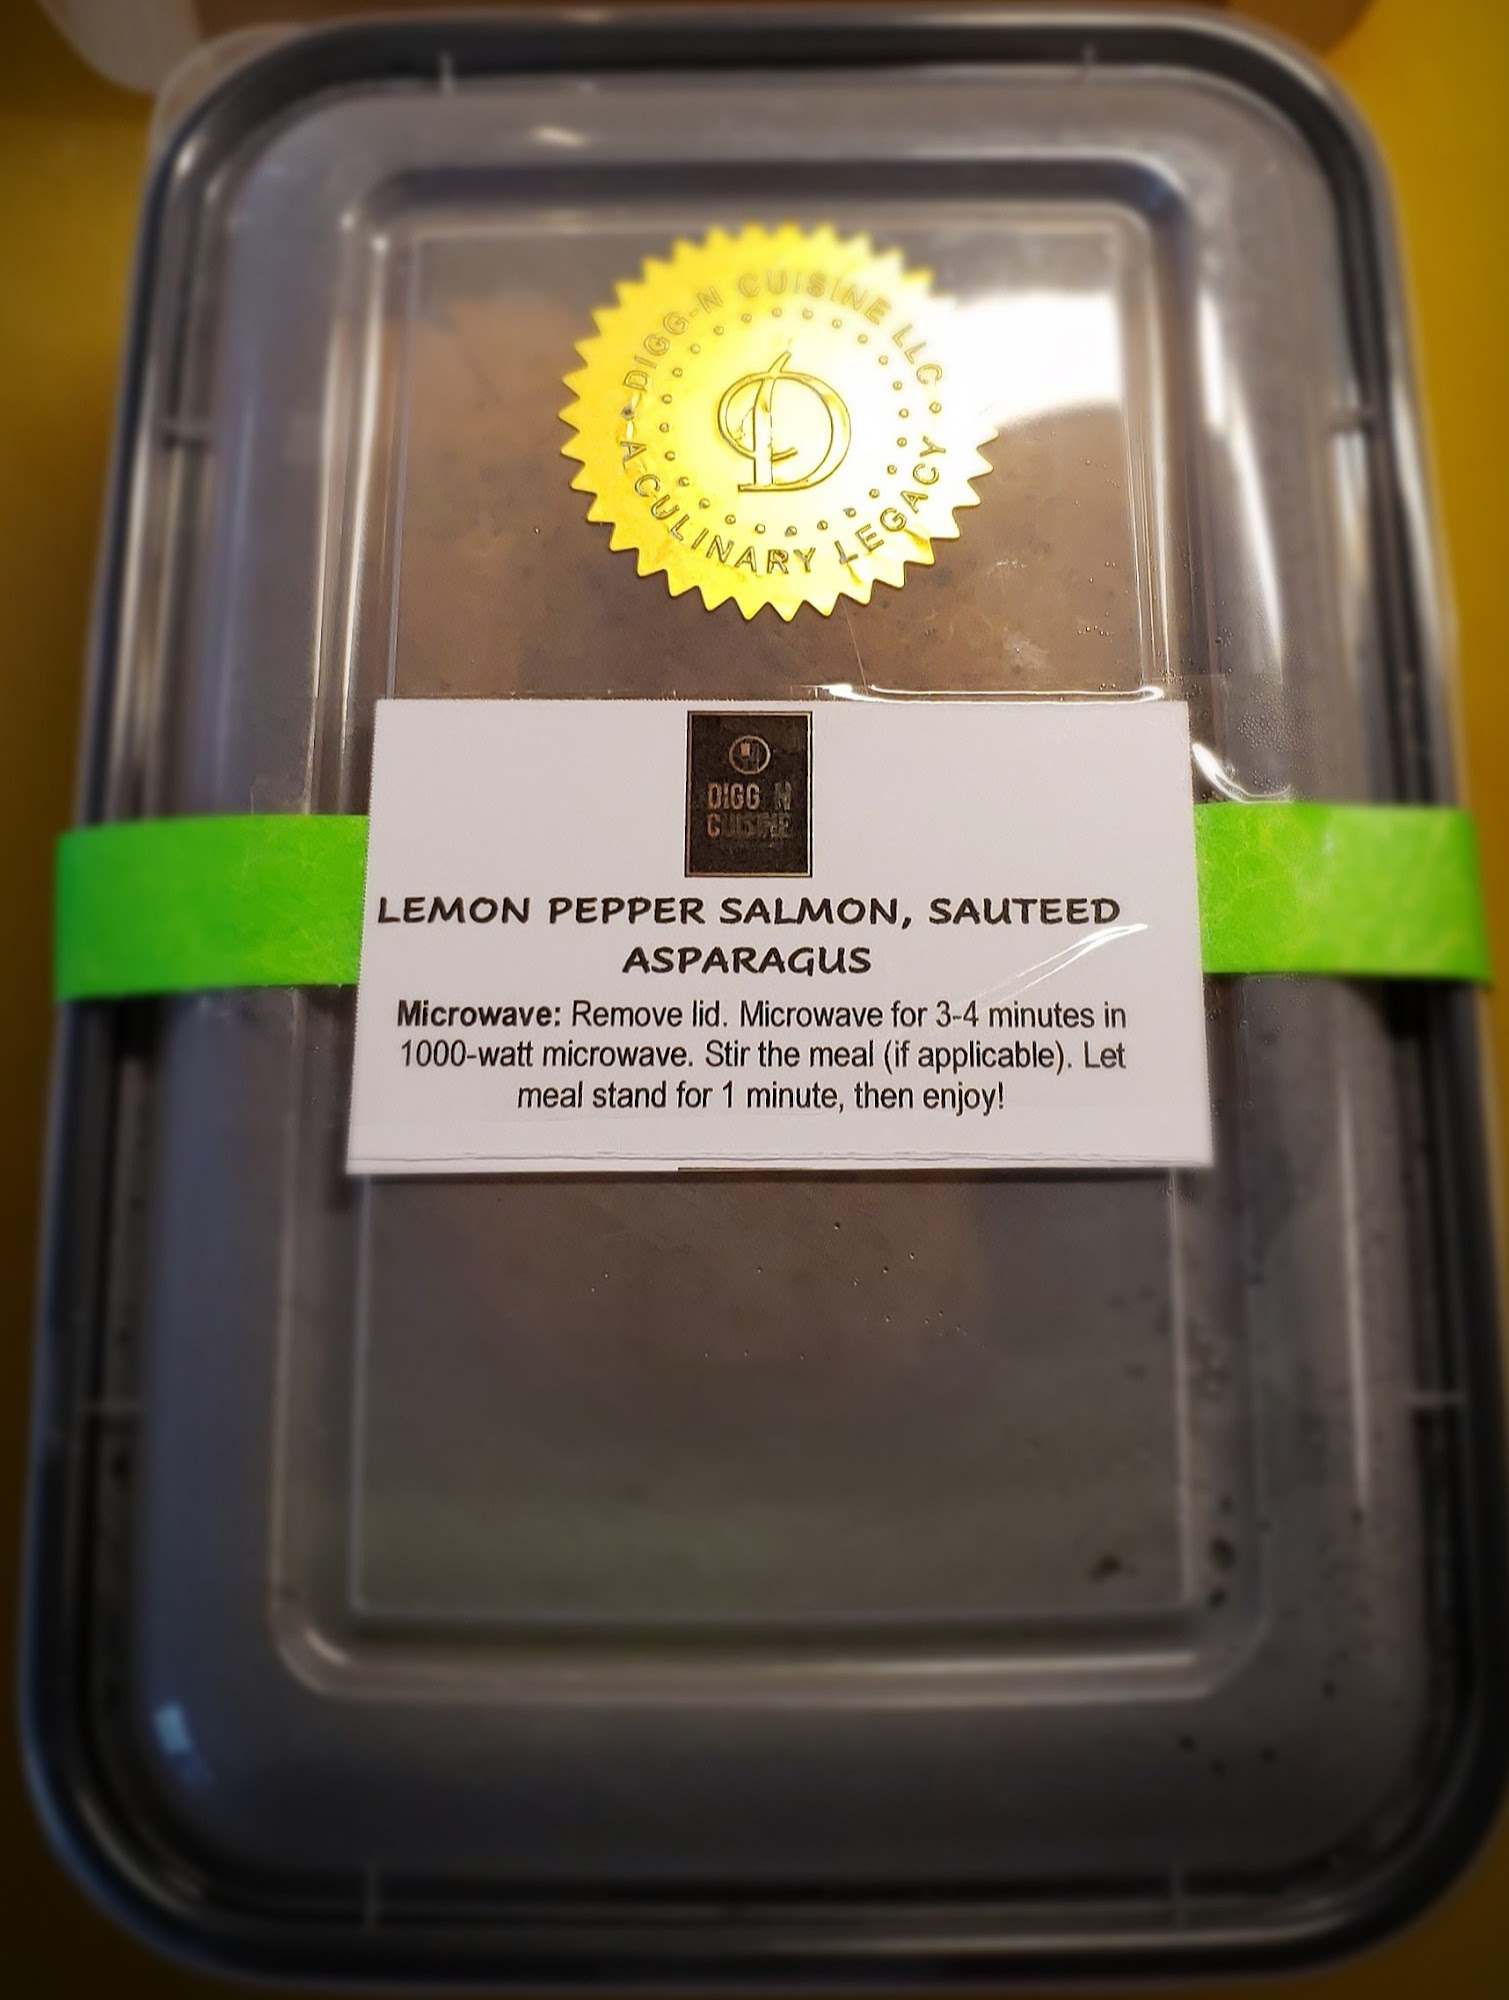 DIGG-N CUISINE LLC
D
A CULINARY LEGACY
DIGG N
CUISINE
LEMON PEPPER SALMON, SAUTEED
ASPARAGUS
Microwave: Remove lid. Microwave for 3-4 minutes in
1000-watt microwave. Stir the meal (if applicable). Let
meal stand for 1 minute, then enjoy!